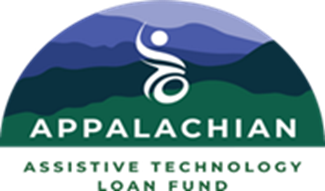 APPALACHIAN
ASSISTIVE TECHNOLOGY
LOAN FUND